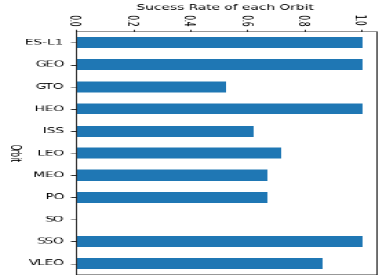 Sucess Rate of each Orbit
0.0 0.2 0.4 0.6 0.8 1.0
ES-L1
GEO
GTO
HEO
ISS
LEO
MEO
PO
SO
SSO
VLEO
Orbit